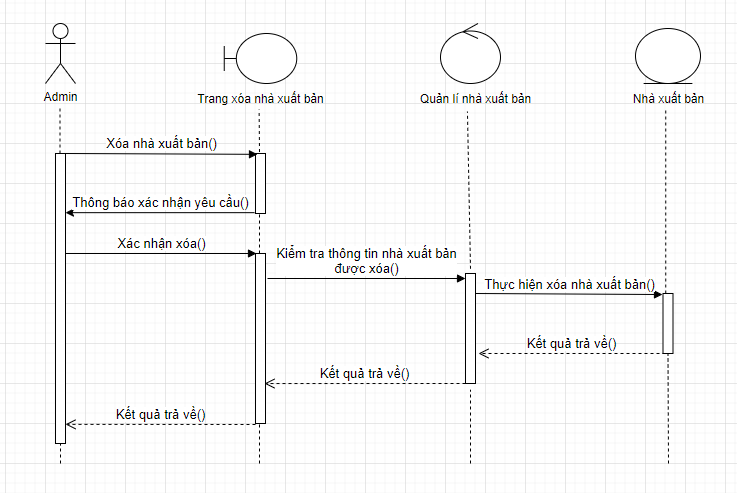 Admin
Trang xóa nhà xuất bản
Quản lí nhà xuất bản
Nhà xuất bản
Xóa nhà xuất bản()
Thông báo xác nhận yêu cầu()
Xác nhận xóa()
Kiểm tra thông tin nhà xuất bản
được xóa()
Thực hiện xóa nhà xuất bản()
Kết quả trả về()
Kết quả trả về()
Kết quả trả về()